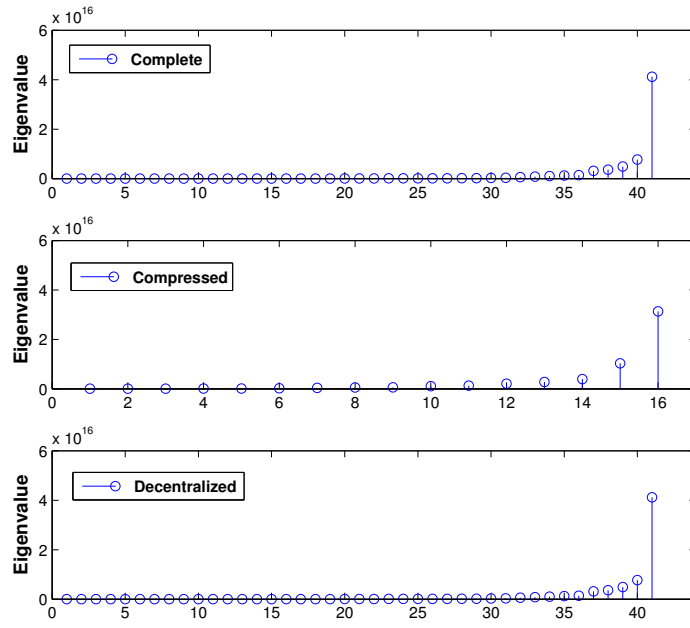 x 10^16
6
4
2
0
Eigenvalue
Complete
0 5 10 15 20 25 30 35 40
x 10^16
6
4
2
0
Eigenvalue
Compressed
0 2 4 6 8 10 12 14 16
x 10^16
6
4
2
0
Eigenvalue
Decentralized
0 5 10 15 20 25 30 35 40